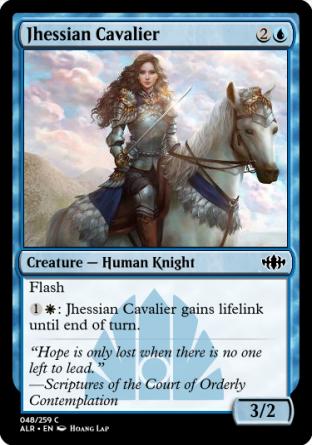 Jhessian Cavalier 2
Flash
1: Jhessian Cavalier gains lifelink
until end of turn.
Creature — Human Knight
“Hope is only lost when there is no one
left to lead.”
—Scriptures of the Court of Orderly
Contemplation
3/2
048/259 C
ALR • EN Hoang Lap